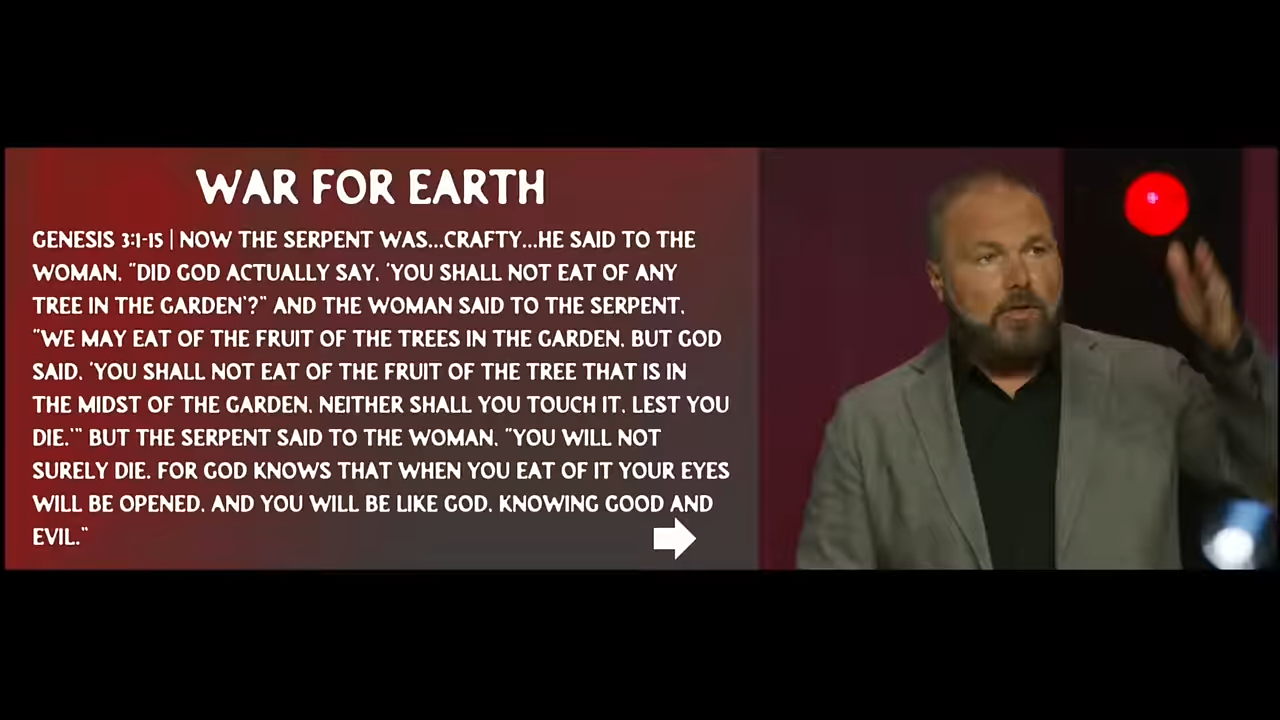 WAR FOR EARTH
GENESIS 3:1-15 | NOW THE SERPENT WAS...CRAFTY...HE SAID TO THE
WOMAN, "DID GOD ACTUALLY SAY, 'YOU SHALL NOT EAT OF ANY
TREE IN THE GARDEN'?" AND THE WOMAN SAID TO THE SERPENT,
"WE MAY EAT OF THE FRUIT OF THE TREES IN THE GARDEN, BUT GOD
SAID, 'YOU SHALL NOT EAT OF THE FRUIT OF THE TREE THAT IS IN
THE MIDST OF THE GARDEN, NEITHER SHALL YOU TOUCH IT, LEST YOU
DIE.'" BUT THE SERPENT SAID TO THE WOMAN, "YOU WILL NOT
SURELY DIE. FOR GOD KNOWS THAT WHEN YOU EAT OF IT YOUR EYES
WILL BE OPENED, AND YOU WILL BE LIKE GOD, KNOWING GOOD AND
EVIL."